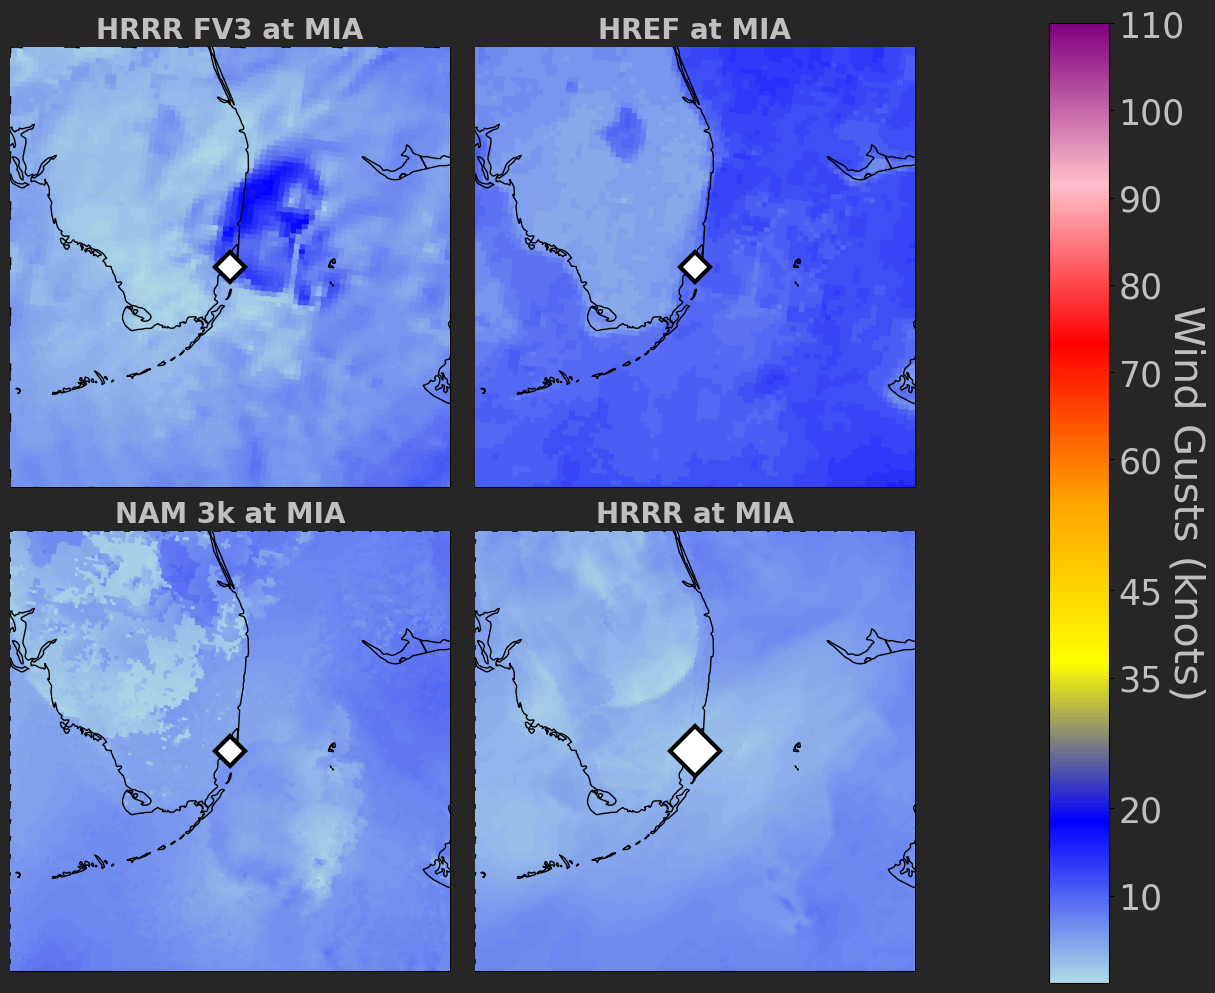 HRRR FV3 at MIA
HREF at MIA
NAM 3k at MIA
HRRR at MIA
110
100
90
80
70
60
45
35
20
10
Wind Gusts (knots)